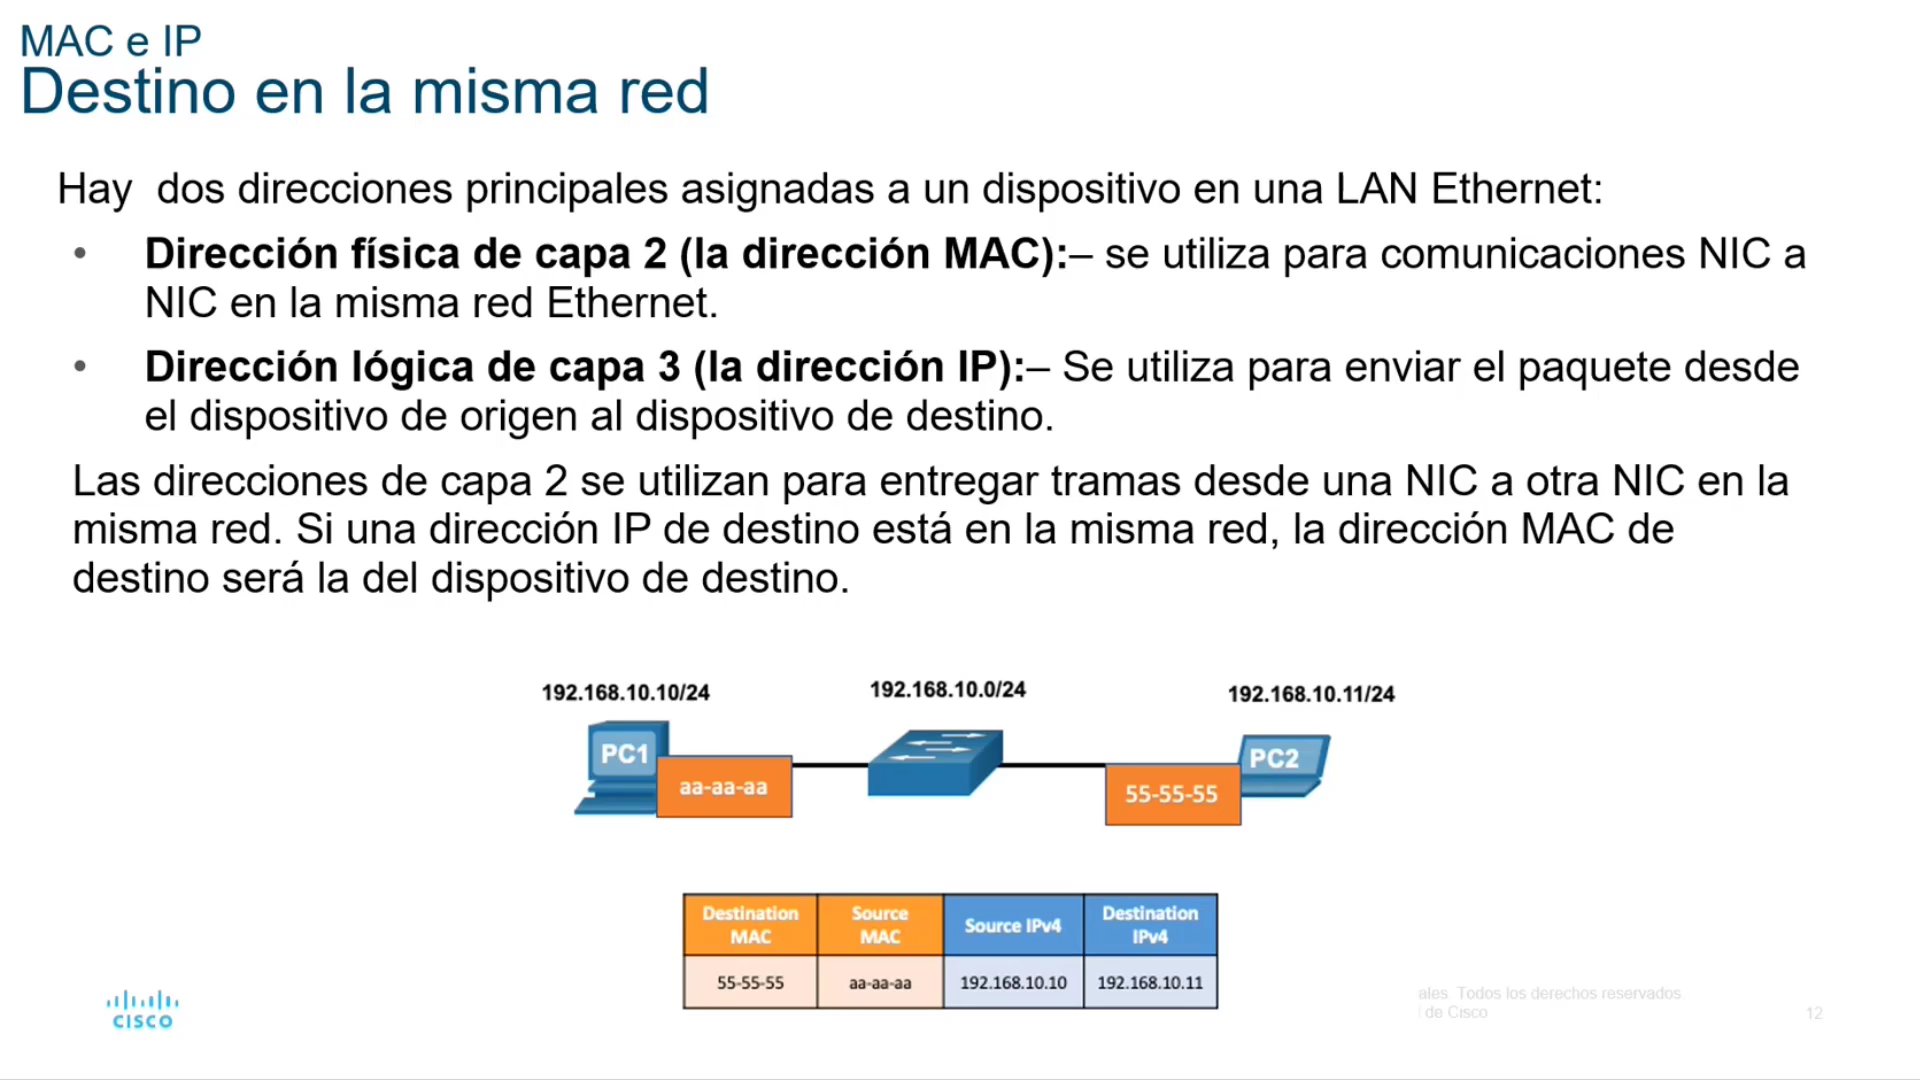 MAC e IP
Destino en la misma red
Hay dos direcciones principales asignadas a un dispositivo en una LAN Ethernet:
• Dirección física de capa 2 (la dirección MAC):– se utiliza para comunicaciones NIC a
NIC en la misma red Ethernet.
• Dirección lógica de capa 3 (la dirección IP):– Se utiliza para enviar el paquete desde
el dispositivo de origen al dispositivo de destino.
Las direcciones de capa 2 se utilizan para entregar tramas desde una NIC a otra NIC en la
misma red. Si una dirección IP de destino está en la misma red, la dirección MAC de
destino será la del dispositivo de destino.
192.168.10.10/24 192.168.10.0/24 192.168.10.11/24
PC1 PC2
aa-aa-aa 55-55-55
Destination MAC Source MAC Source IPv4 Destination IPv4
55-55-55 aa-aa-aa 192.168.10.10 192.168.10.11
CISCO
ales. Todos los derechos reservados.
de Cisco
12